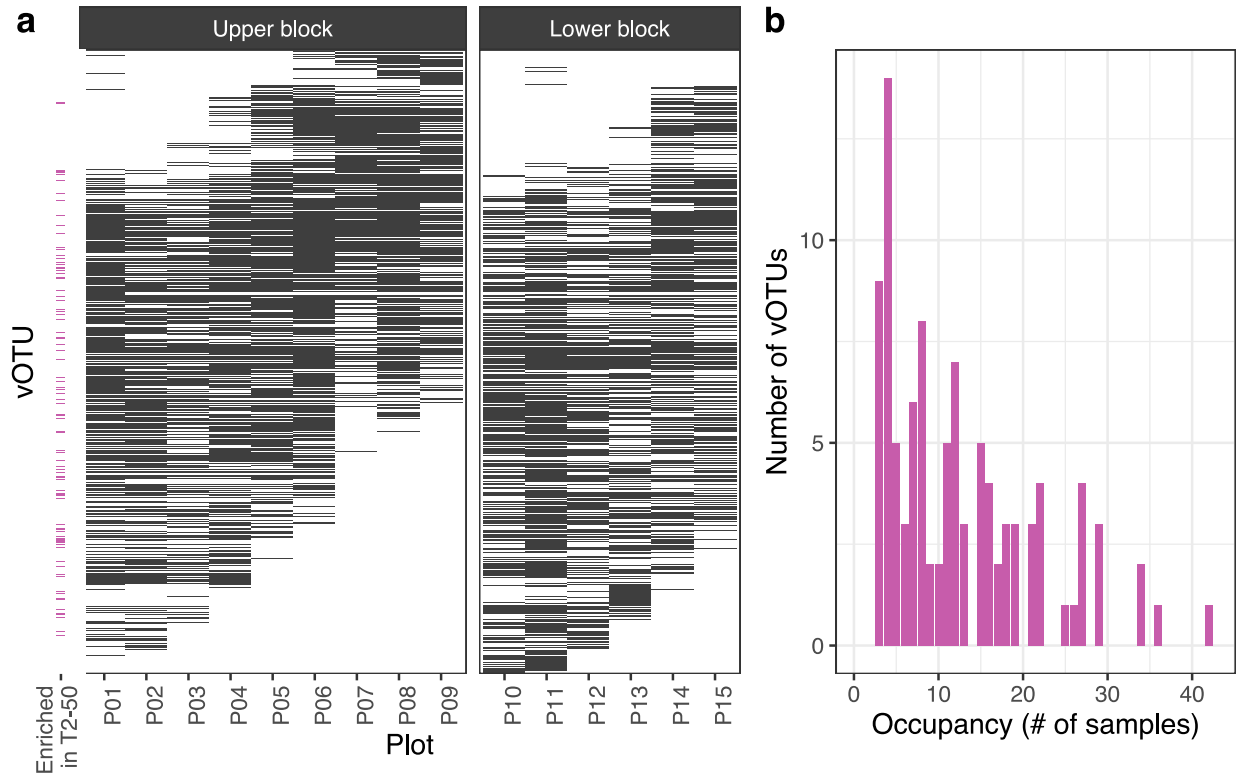 a
Upper block
Lower block
vOTU
Enriched
in T2-50
P01
P02
P03
P04
P05
P06
P07
P08
P09
P10
P11
P12
P13
P14
P15
Plot
b
Number of vOTUs
10
5
0
0
10
20
30
40
Occupancy (# of samples)